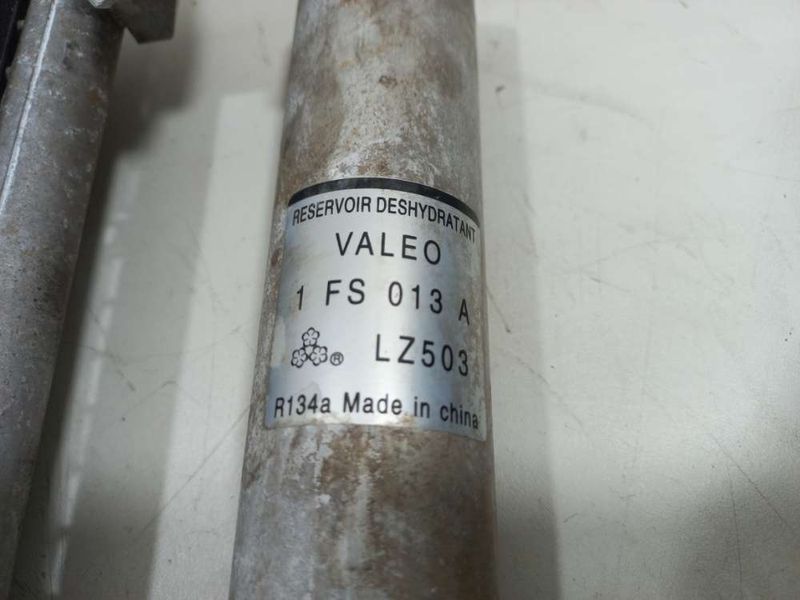 RESERVOIR DESHYDRATANT
VALEO
1 FS 013 A
® LZ503
R134a Made in china